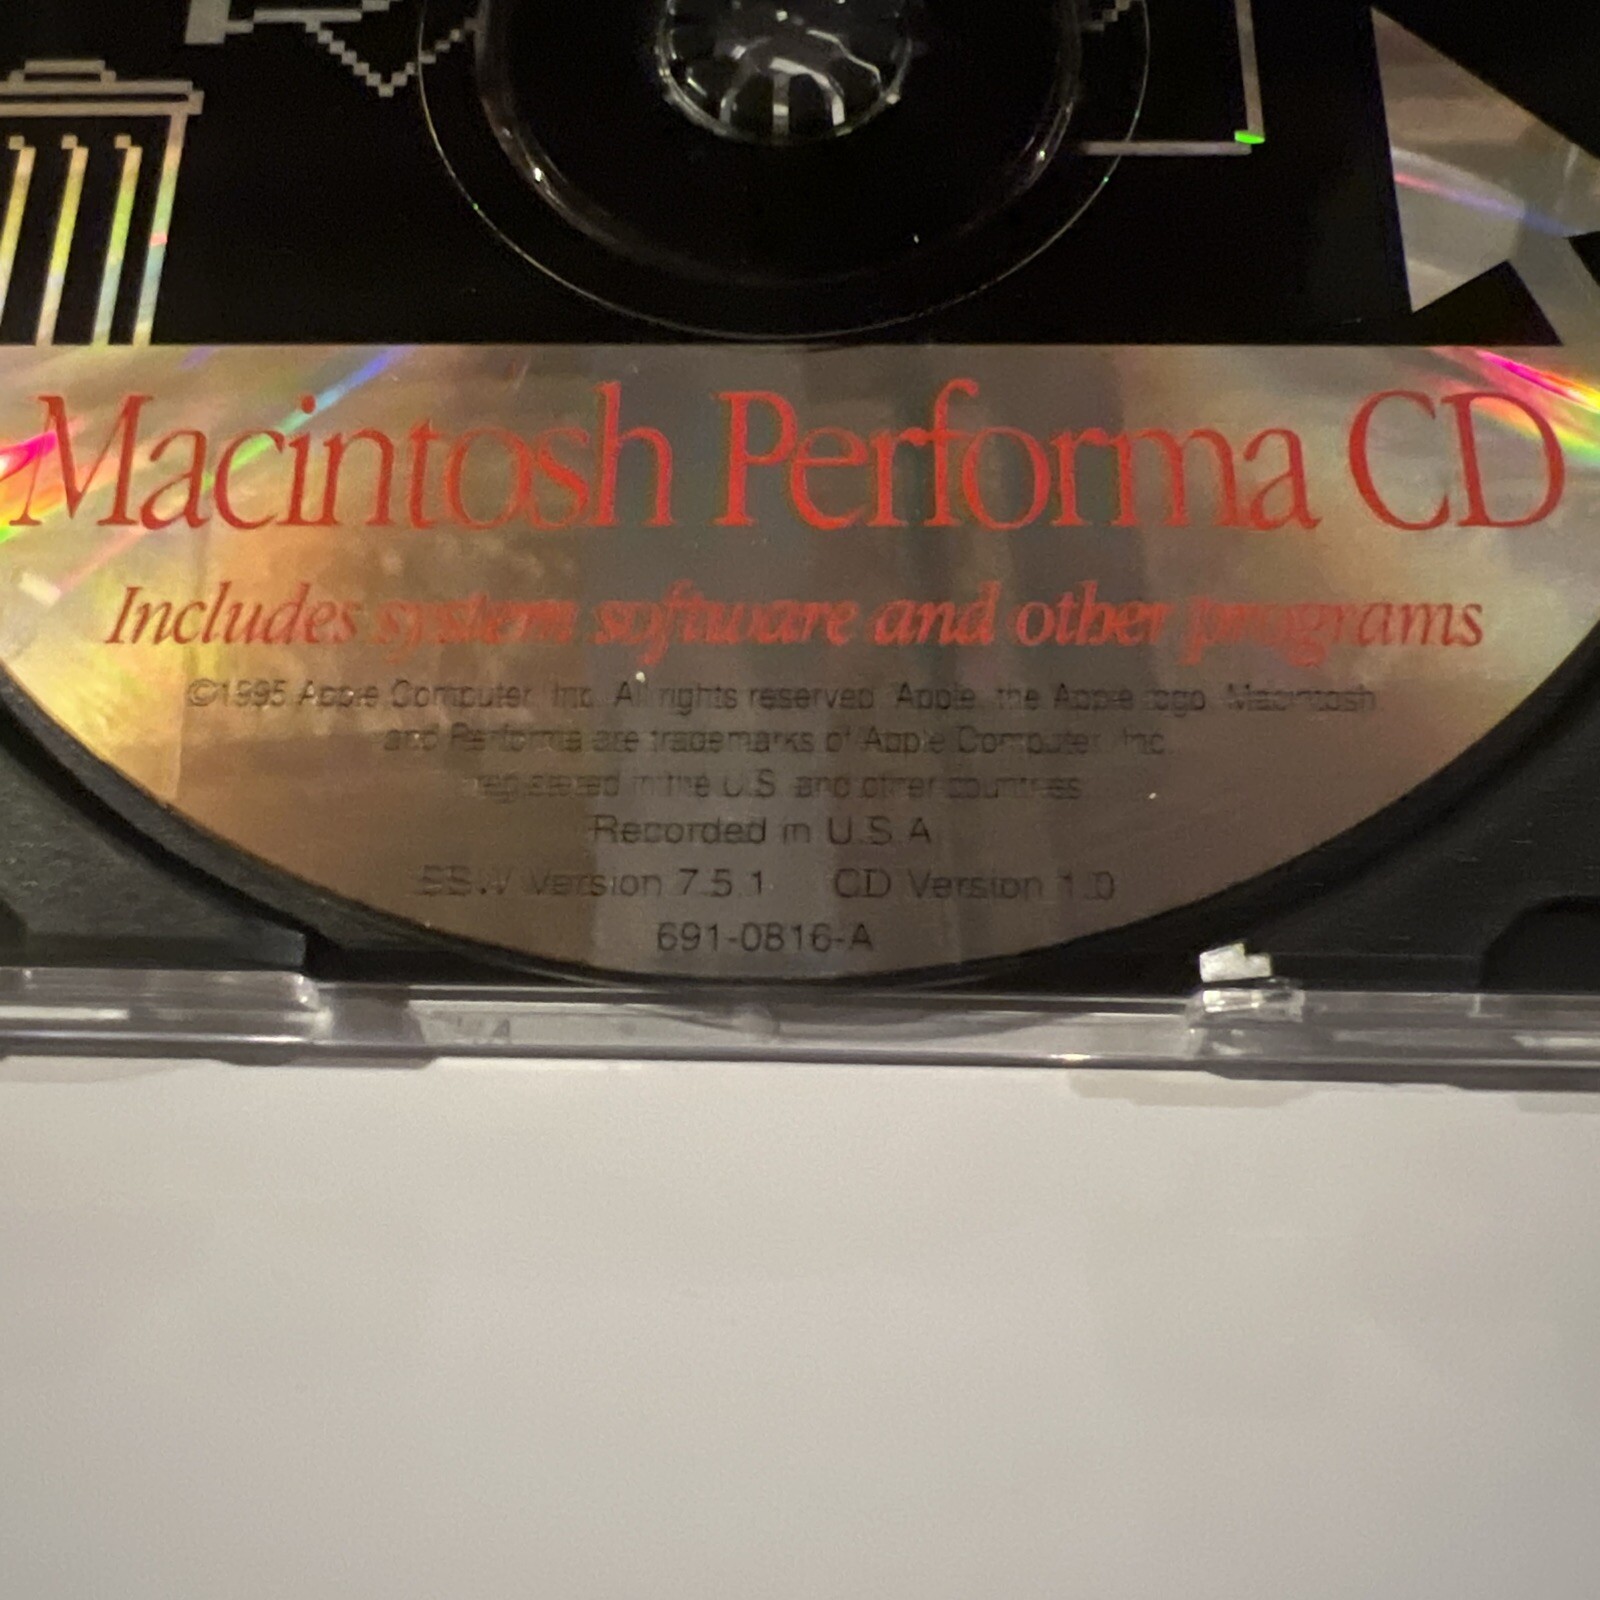 Macintosh Performa CD
Includes system software and other programs
©1995 Apple Computer, Inc. All rights reserved. Apple, the Apple logo, Macintosh
and Performa are trademarks of Apple Computer, Inc.
registered in the U.S. and other countries.
Recorded in U.S.A.
SSW Version 7.5.1 CD Version 1.0
691-0816-A